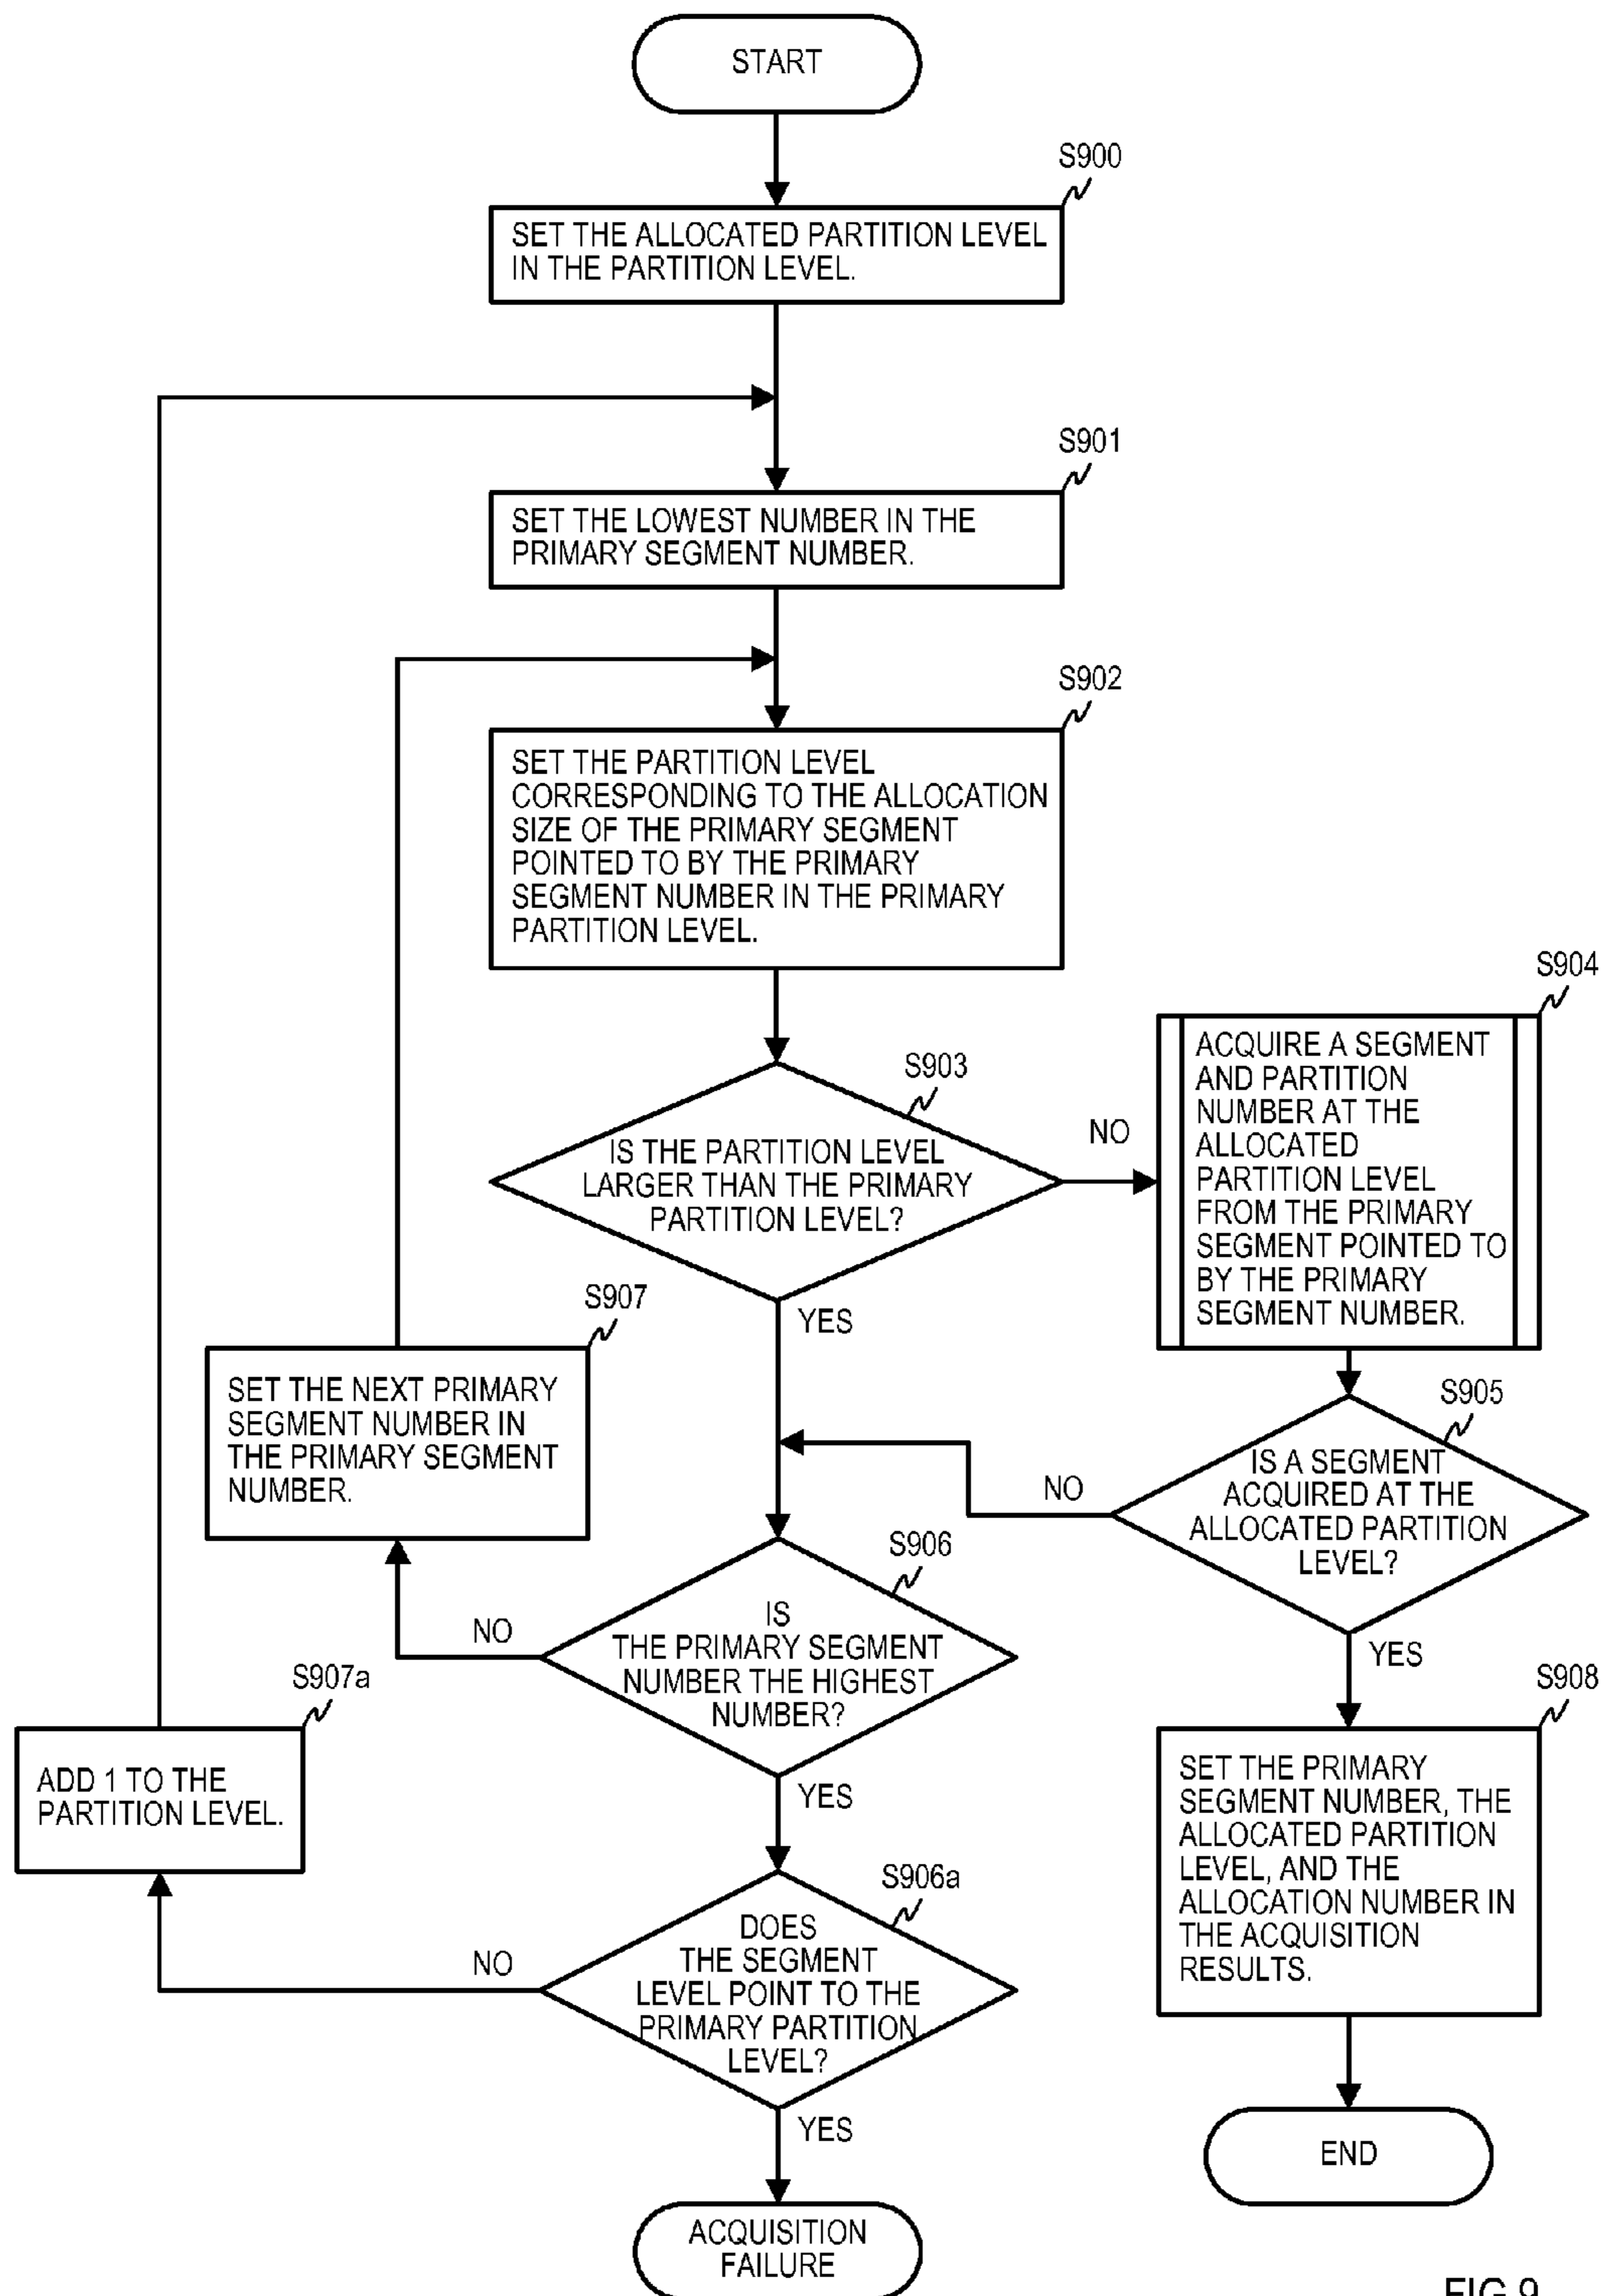 START
S900
SET THE ALLOCATED PARTITION LEVEL
IN THE PARTITION LEVEL.
S901
SET THE LOWEST NUMBER IN THE
PRIMARY SEGMENT NUMBER.
S902
SET THE PARTITION LEVEL
CORRESPONDING TO THE ALLOCATION
SIZE OF THE PRIMARY SEGMENT
POINTED TO BY THE PRIMARY
SEGMENT NUMBER IN THE PRIMARY
PARTITION LEVEL.
S903
IS THE PARTITION LEVEL
LARGER THAN THE PRIMARY
PARTITION LEVEL?
NO
YES
S904
ACQUIRE A SEGMENT
AND PARTITION
NUMBER AT THE
ALLOCATED
PARTITION LEVEL
FROM THE PRIMARY
SEGMENT POINTED TO
BY THE PRIMARY
SEGMENT NUMBER.
S905
IS A SEGMENT
ACQUIRED AT THE
ALLOCATED PARTITION
LEVEL?
NO
YES
S907
SET THE NEXT PRIMARY
SEGMENT NUMBER IN
THE PRIMARY SEGMENT
NUMBER.
S906
IS
THE PRIMARY SEGMENT
NUMBER THE HIGHEST
NUMBER?
NO
YES
S907a
ADD 1 TO THE
PARTITION LEVEL.
S906a
DOES
THE SEGMENT
LEVEL POINT TO THE
PRIMARY PARTITION
LEVEL?
NO
YES
S908
SET THE PRIMARY
SEGMENT NUMBER, THE
ALLOCATED PARTITION
LEVEL, AND THE
ALLOCATION NUMBER IN
THE ACQUISITION
RESULTS.
END
ACQUISITION
FAILURE
FIG.9